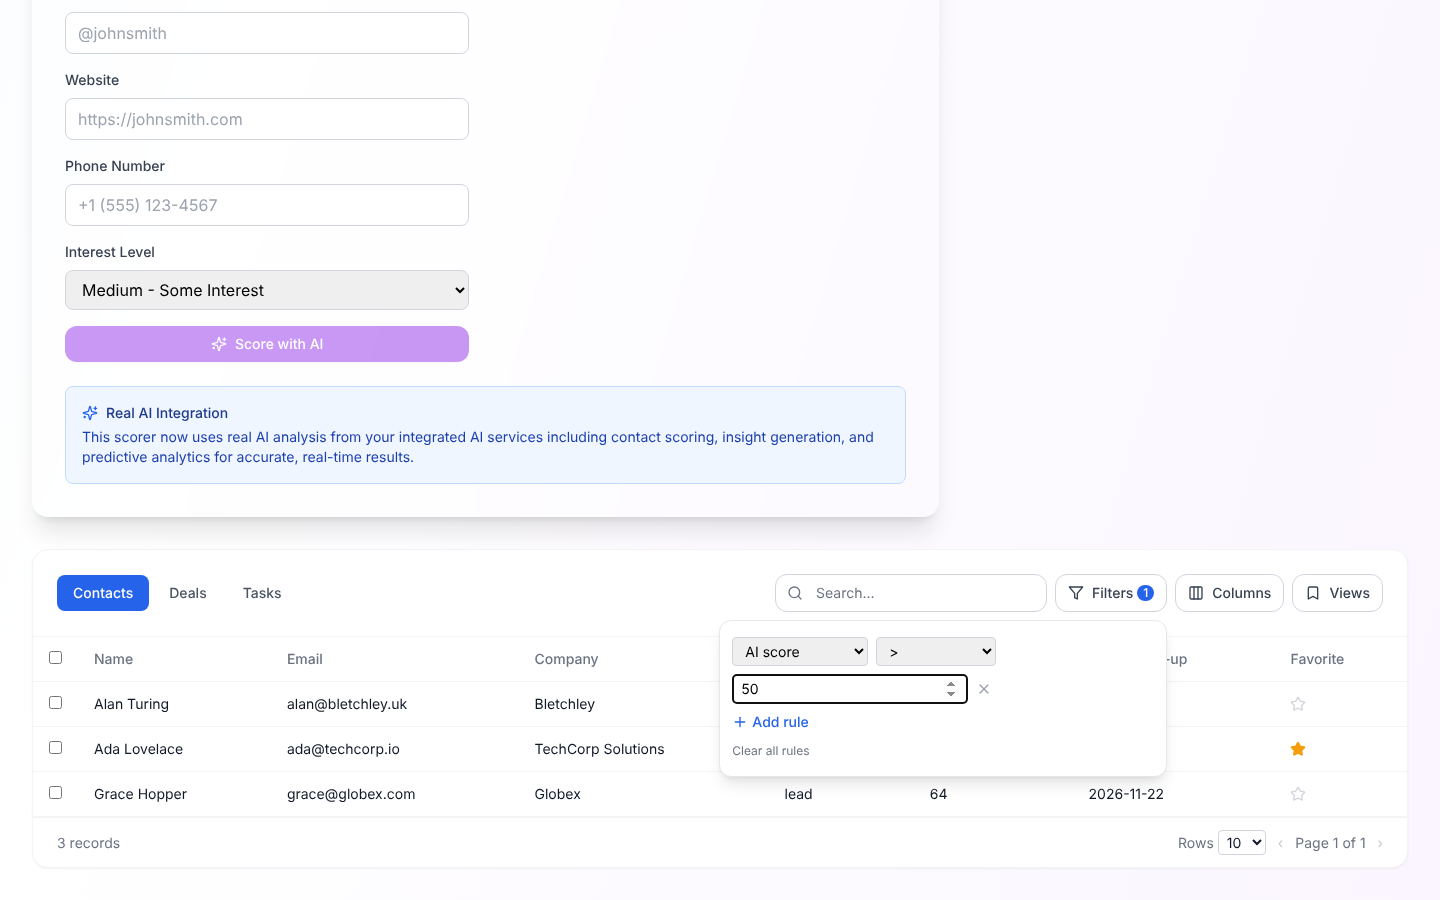 @johnsmith
Website
https://johnsmith.com
Phone Number
+1 (555) 123-4567
Interest Level
Medium - Some Interest
Score with AI
Real AI Integration
This scorer now uses real AI analysis from your integrated AI services including contact scoring, insight generation, and
predictive analytics for accurate, real-time results.
Contacts Deals Tasks Search... Filters 1 Columns Views
AI score >
50
+ Add rule
Clear all rules
Name Email Company -up Favorite
Alan Turing alan@bletchley.uk Bletchley
Ada Lovelace ada@techcorp.io TechCorp Solutions
Grace Hopper grace@globex.com Globex lead 64 2026-11-22
3 records Rows 10 ‹ Page 1 of 1 ›